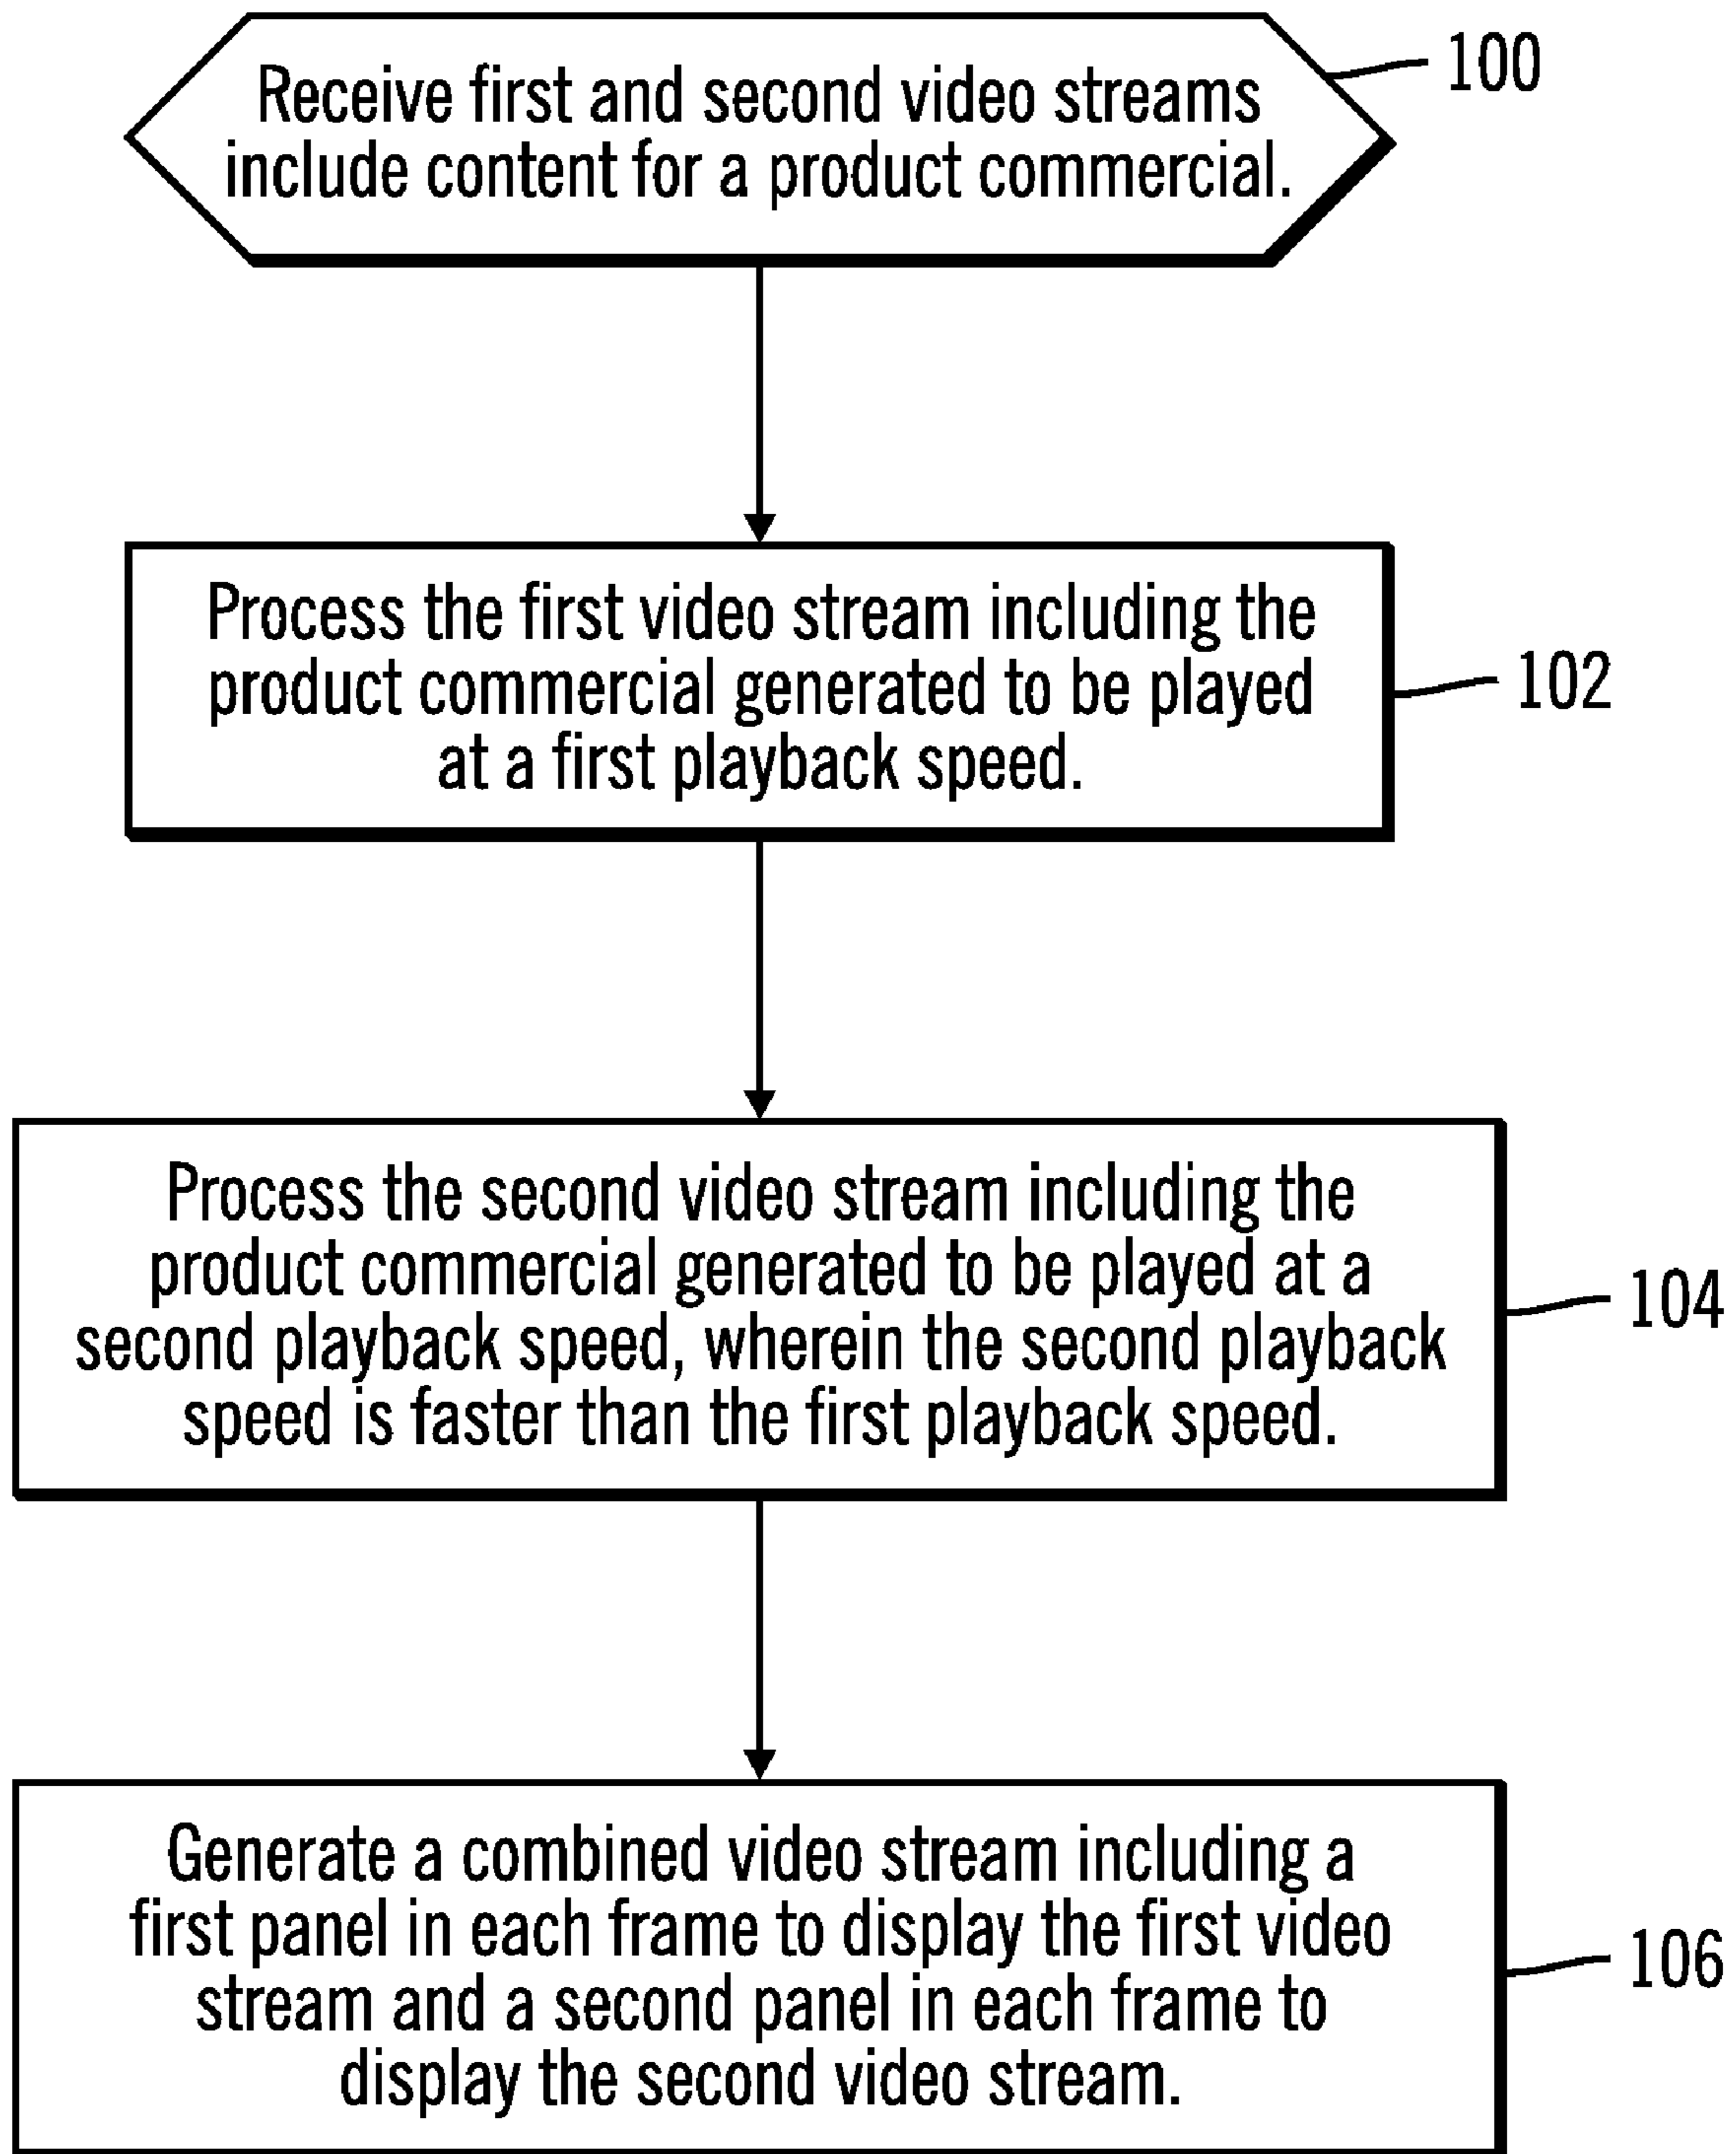 Receive first and second video streams
include content for a product commercial.
100
Process the first video stream including the
product commercial generated to be played
at a first playback speed.
102
Process the second video stream including the
product commercial generated to be played at a
second playback speed, wherein the second playback
speed is faster than the first playback speed.
104
Generate a combined video stream including a
first panel in each frame to display the first video
stream and a second panel in each frame to
display the second video stream.
106